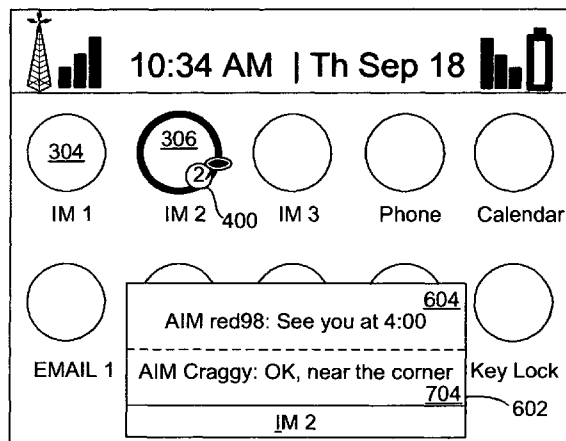 10:34 AM | Th Sep 18
304
306
2
400
IM 1
IM 2
IM 3
Phone
Calendar
604
AIM red98: See you at 4:00
EMAIL 1
AIM Craggy: OK, near the corner
Key Lock
704
602
IM 2